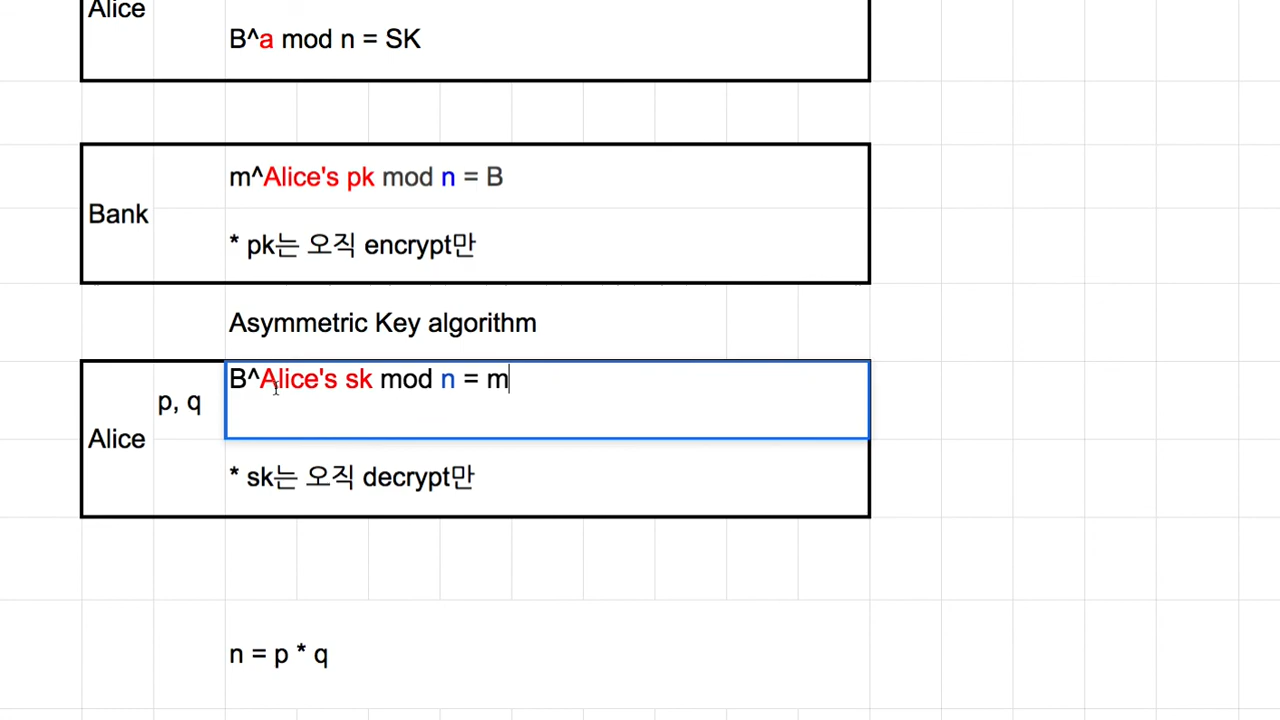 Alice
B^a mod n = SK
m^Alice's pk mod n = B
Bank
* pk는 오직 encrypt만
Asymmetric Key algorithm
B^Alice's sk mod n = m
p, q
Alice
* sk는 오직 decrypt만
n = p * q